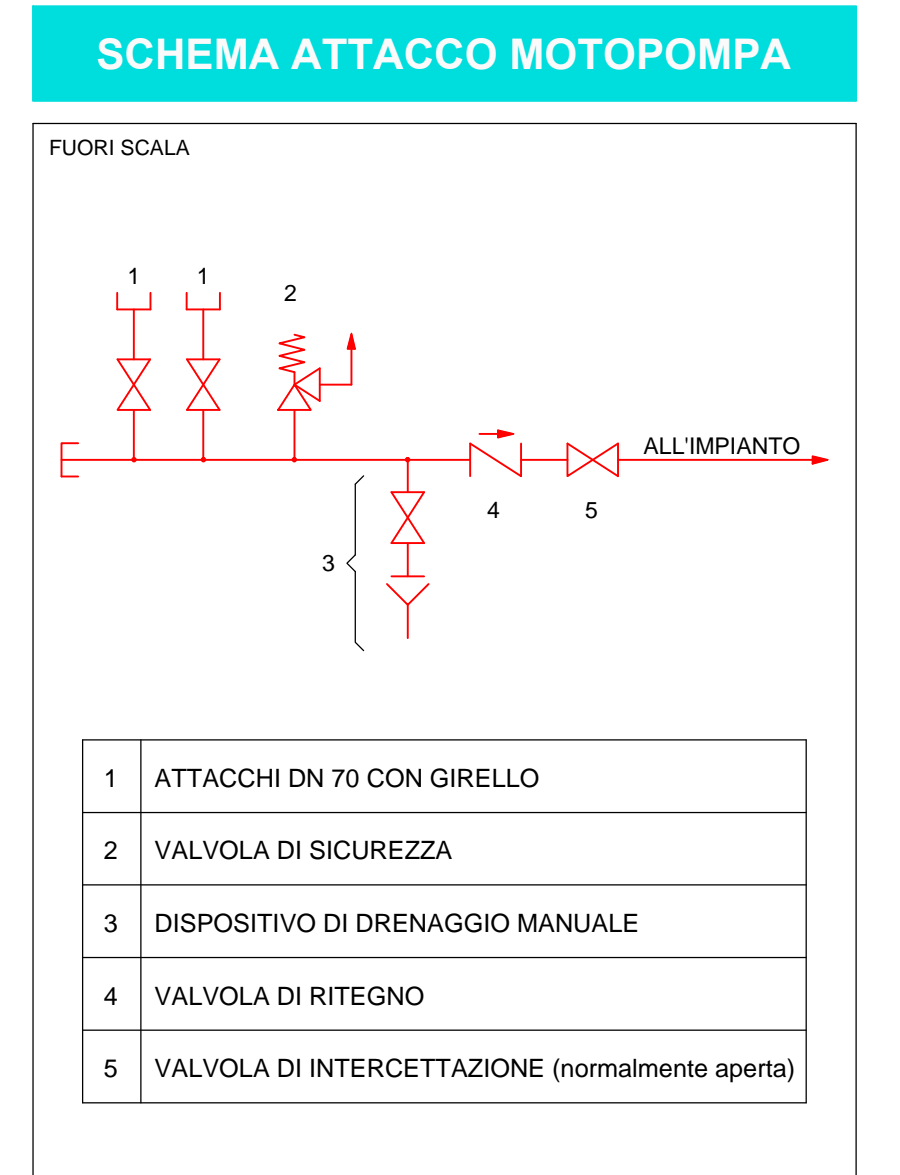 SCHEMA ATTACCO MOTOPOMPA
FUORI SCALA
1 1
2
ALL'IMPIANTO
4 5
3
1 ATTACCHI DN 70 CON GIRELLO
2 VALVOLA DI SICUREZZA
3 DISPOSITIVO DI DRENAGGIO MANUALE
4 VALVOLA DI RITEGNO
5 VALVOLA DI INTERCETTAZIONE (normalmente aperta)